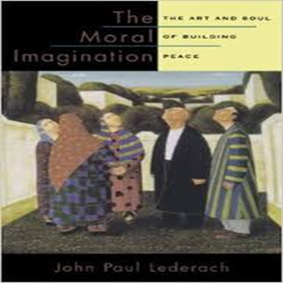 The
Moral
Imagination
THE ART AND SOUL
OF BUILDING
PEACE
John Paul Lederach